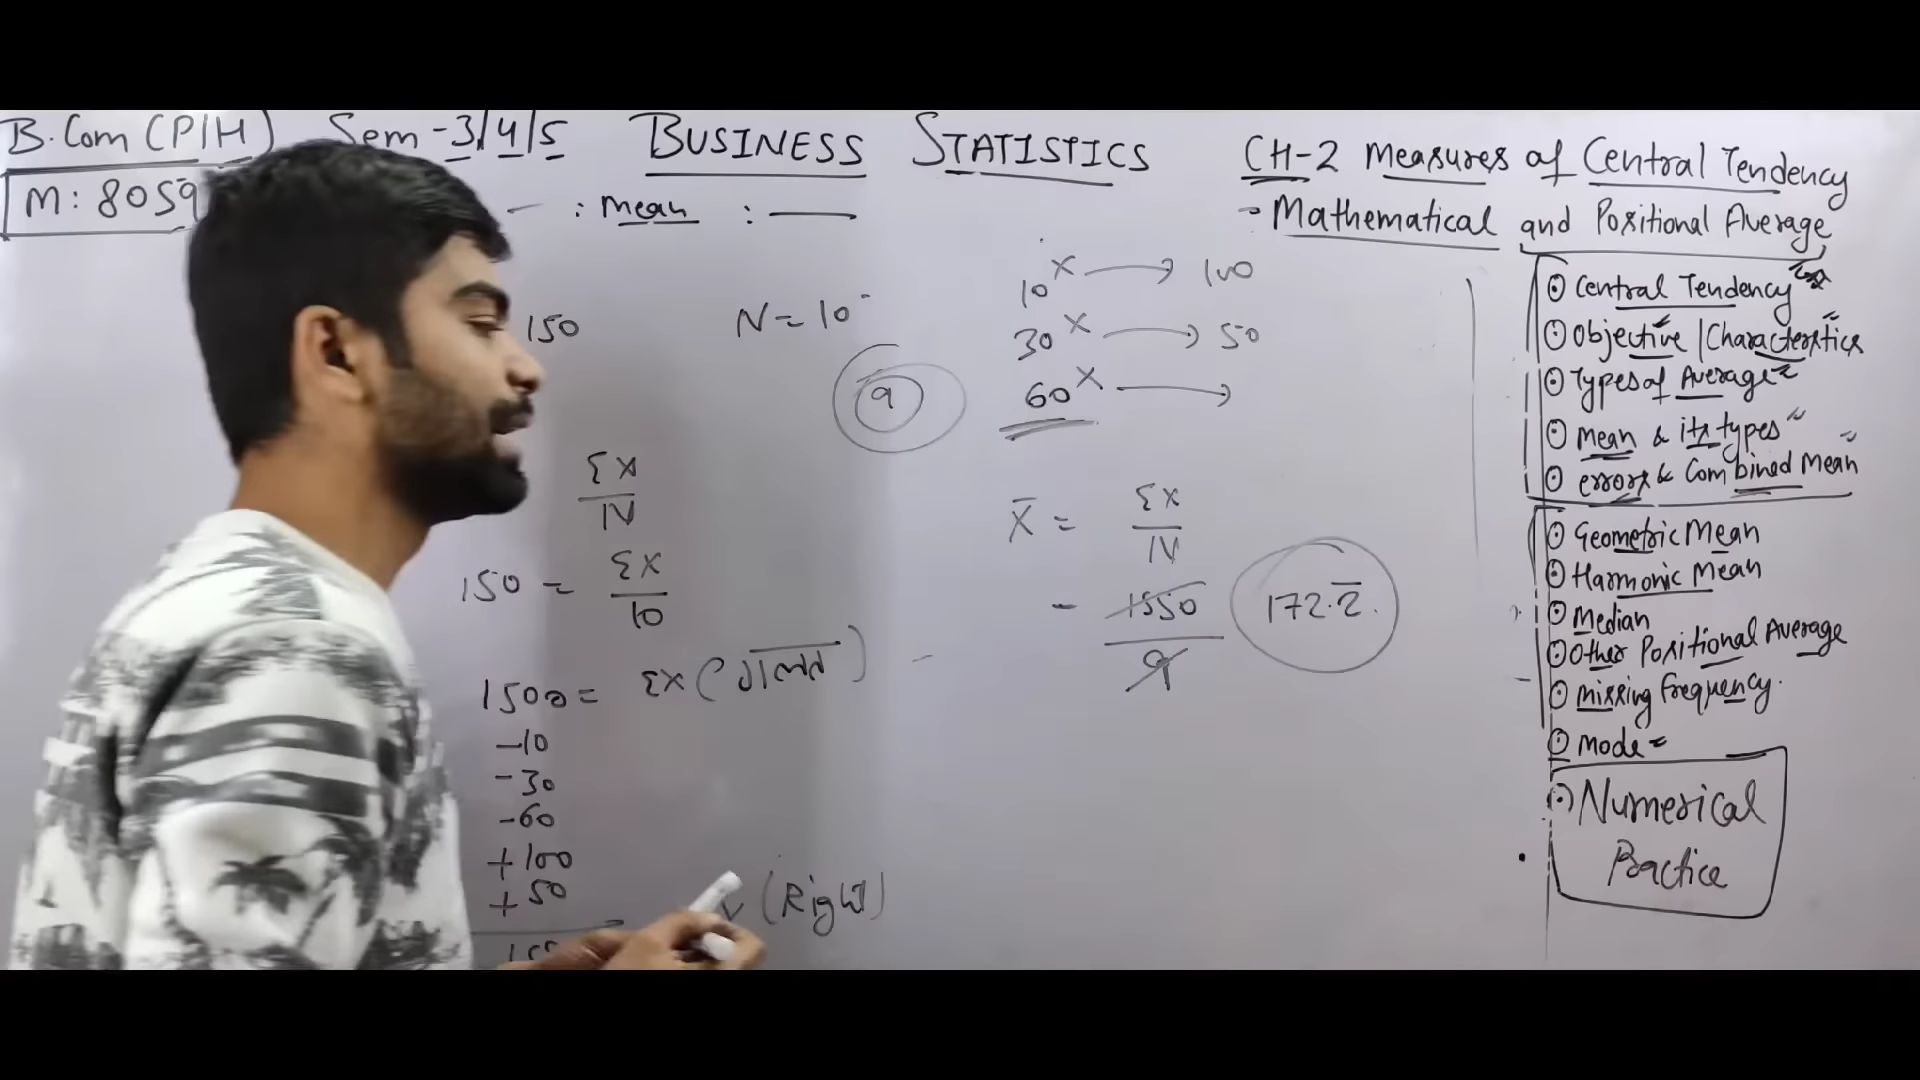 B.Com (P/H) Sem-3/4/5 BUSINESS STATISTICS
M: 8059
: mean :
CH-2 Measures of Central Tendency
- Mathematical and Positional Average
150
N = 10
9
10 x → 100
30 x → 50
60 x →
ΣX
N
150 = ΣX
10
1500 = ΣX (गलत)
-10
-30
-60
+100
+50
(Right)
X̄ = ΣX
N
1550
9
172.2
Central Tendency
Objective / Characteristics
Types of Average
Mean & its types
errors & Combined Mean
Geometric Mean
Harmonic Mean
Median
Other Positional Average
missing frequency.
Mode
Numerical
Practice